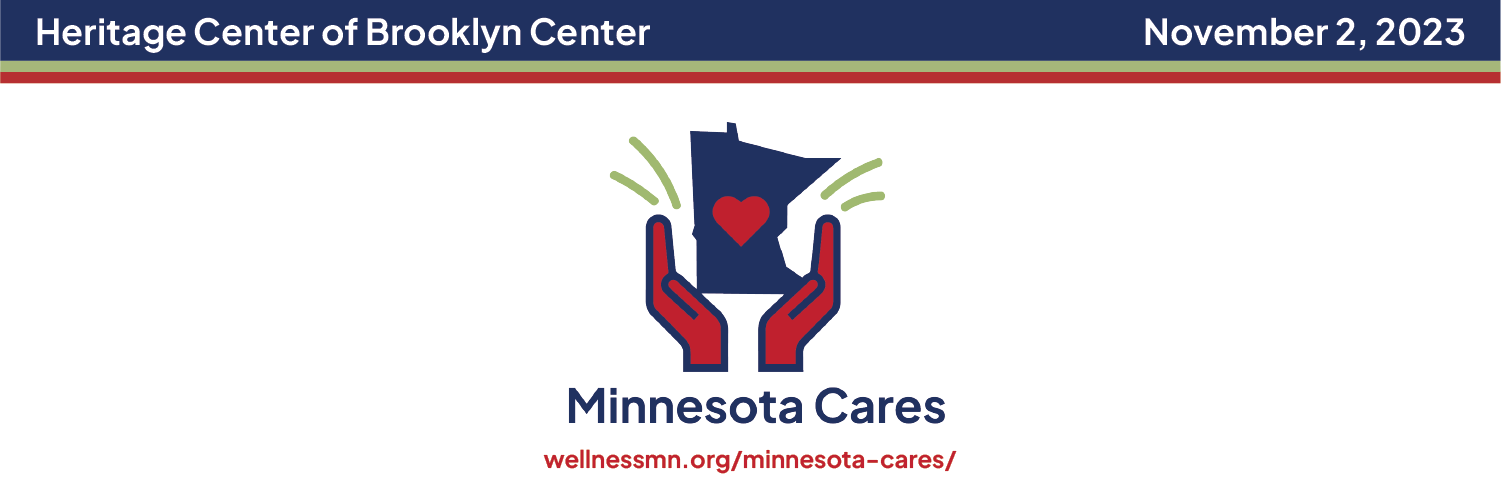 Heritage Center of Brooklyn Center
November 2, 2023
Minnesota Cares
wellnessmn.org/minnesota-cares/